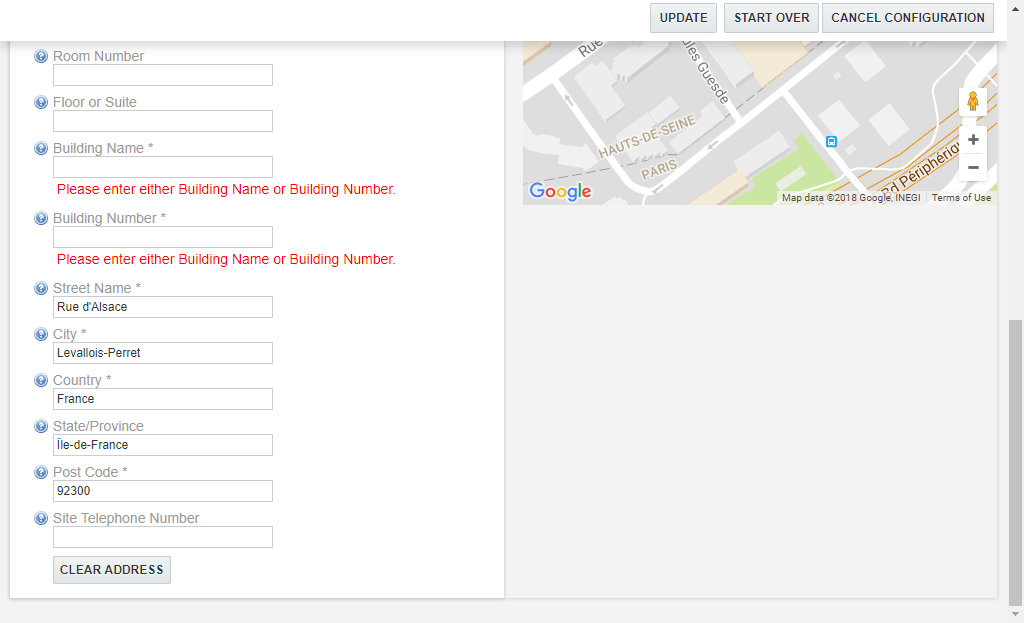 UPDATE
START OVER
CANCEL CONFIGURATION
Room Number
Floor or Suite
Building Name *
Please enter either Building Name or Building Number.
Building Number *
Please enter either Building Name or Building Number.
Street Name *
Rue d'Alsace
City *
Levallois-Perret
Country *
France
State/Province
Île-de-France
Post Code *
92300
Site Telephone Number
CLEAR ADDRESS
Rue
ules Guesde
HAUTS-DE-SEINE
PARIS
Bd Périphériq
+
−
Google
Map data ©2018 Google, INEGI
Terms of Use